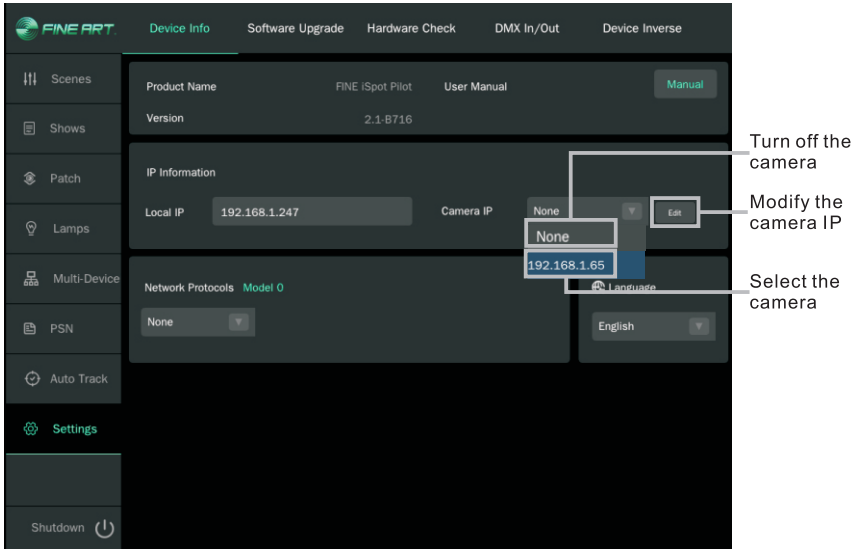 FINE ART.
Device Info
Software Upgrade
Hardware Check
DMX In/Out
Device Inverse
Scenes
Shows
Patch
Lamps
Multi-Device
PSN
Auto Track
Settings
Shutdown
Product Name
FINE iSpot Pilot
User Manual
Manual
Version
2.1-B716
IP Information
Local IP
192.168.1.247
Camera IP
None
Edit
None
192.168.1.65
Network Protocols Model 0
None
Language
English
Turn off the
camera
Modify the
camera IP
Select the
camera